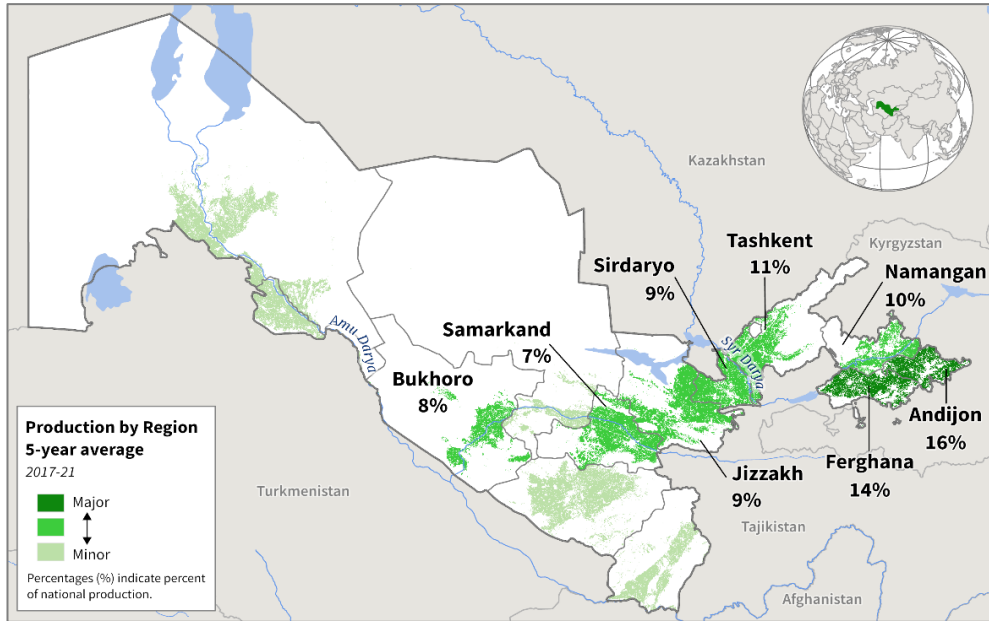 Kazakhstan
Tashkent
11%
Kyrgyzstan
Sirdaryo
9%
Namangan
10%
Samarkand
7%
Amu Darya
Syr Darya
Bukhoro
8%
Andijon
16%
Ferghana
14%
Jizzakh
9%
Turkmenistan
Tajikistan
Afghanistan
Production by Region
5-year average
2017-21
Major
Minor
Percentages (%) indicate percent
of national production.